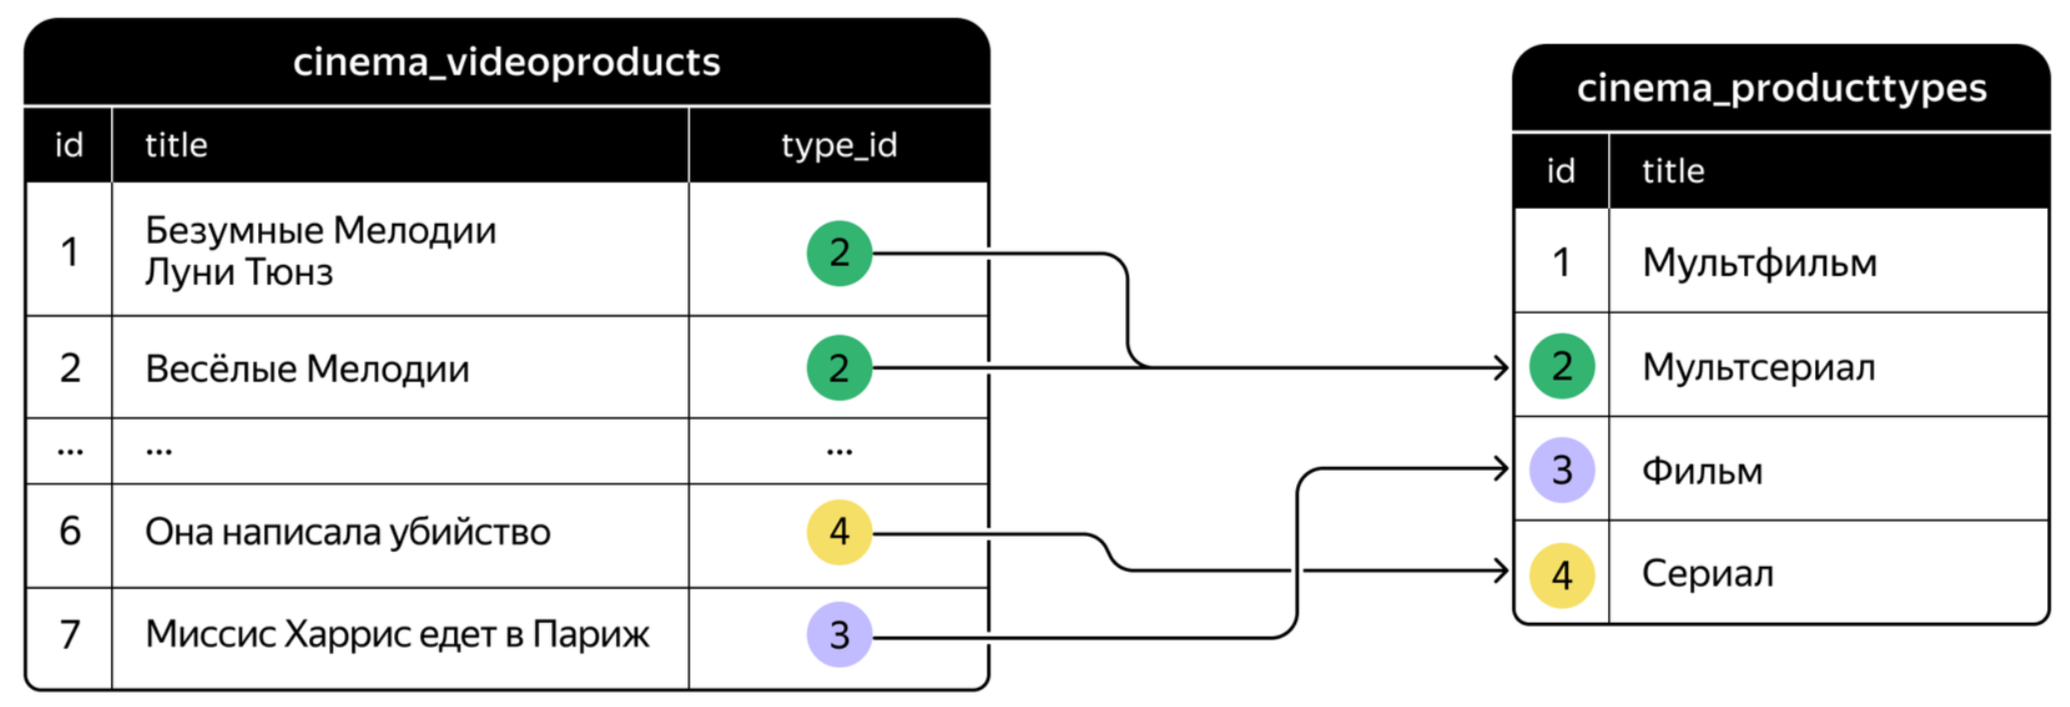 cinema_videoproducts
id title type_id
1 Безумные Мелодии
Луни Тюнз 2
2 Весёлые Мелодии 2
... ... ...
6 Она написала убийство 4
7 Миссис Харрис едет в Париж 3
cinema_producttypes
id title
1 Мультфильм
2 Мультсериал
3 Фильм
4 Сериал